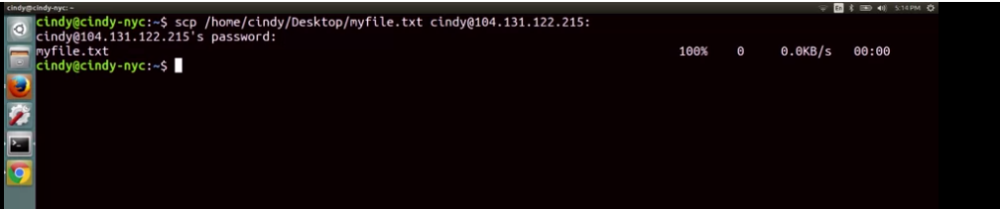 cindy@cindy-nyc: ~
En
5:14 PM
cindy@cindy-nyc:~$ scp /home/cindy/Desktop/myfile.txt cindy@104.131.122.215:
cindy@104.131.122.215's password:
myfile.txt 100% 0 0.0KB/s 00:00
cindy@cindy-nyc:~$